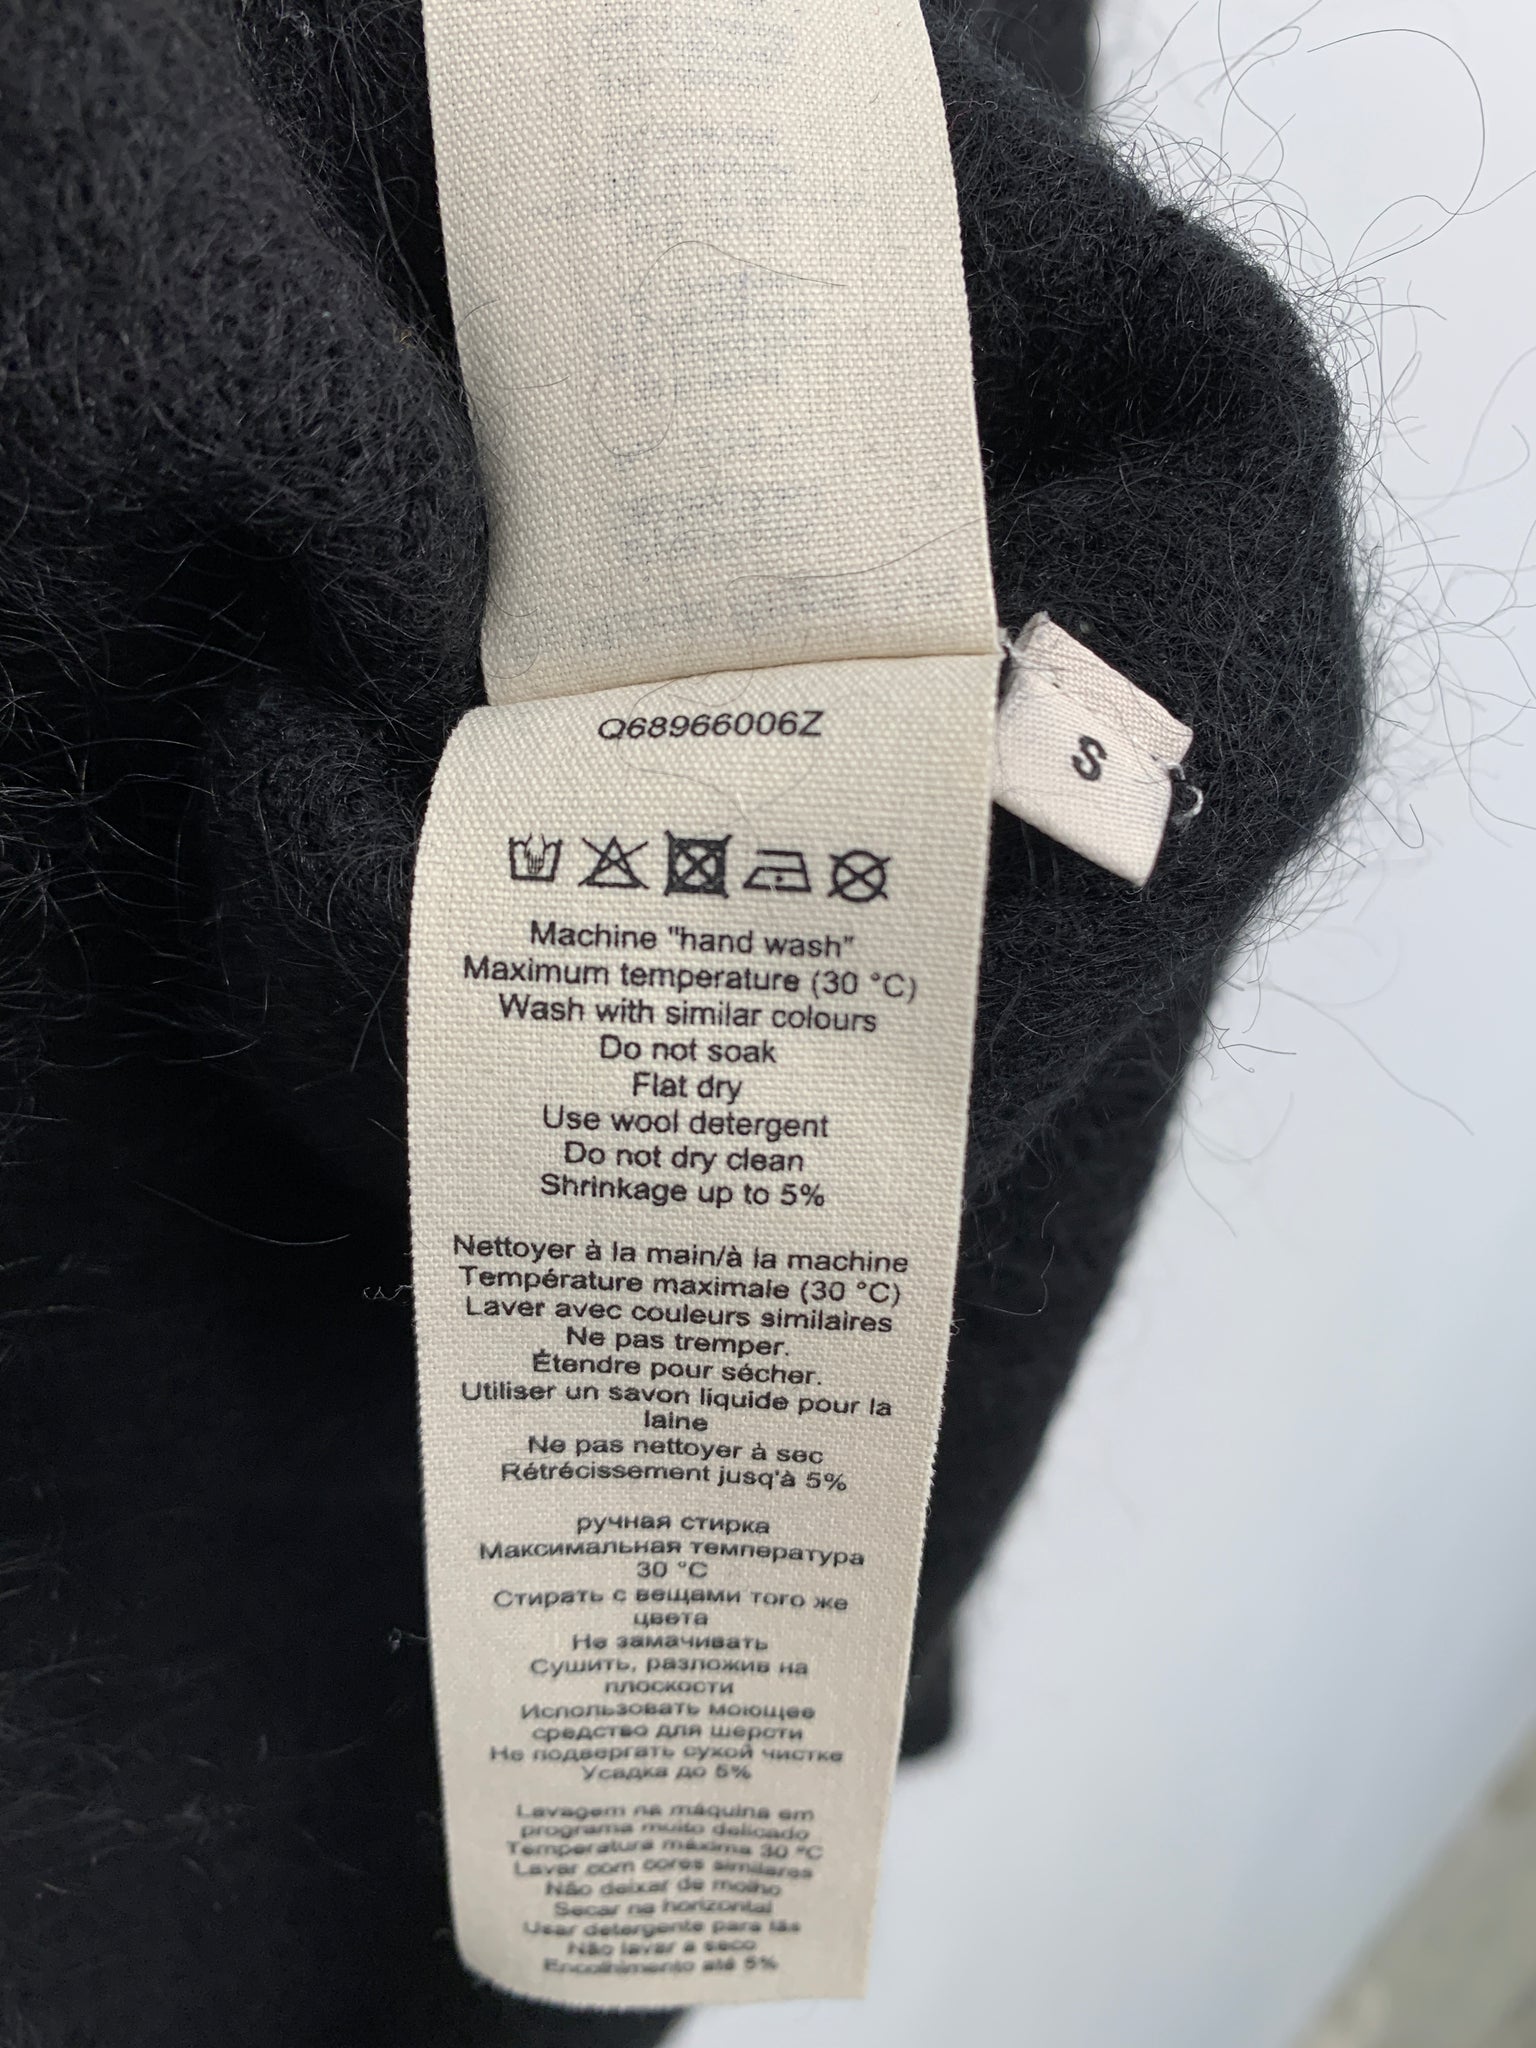 Q68966006Z
S
Machine "hand wash"
Maximum temperature (30 °C)
Wash with similar colours
Do not soak
Flat dry
Use wool detergent
Do not dry clean
Shrinkage up to 5%
Nettoyer à la main/à la machine
Température maximale (30 °C)
Laver avec couleurs similaires
Ne pas tremper.
Étendre pour sécher.
Utiliser un savon liquide pour la
laine
Ne pas nettoyer à sec
Rétrécissement jusqu'à 5%
ручная стирка
Максимальная температура
30 °C
Стирать с вещами того же
цвета
Не замачивать
Сушить, разложив на
плоскости
Использовать моющее
средство для шерсти
Не подвергать сухой чистке
Усадка до 5%
Lavagem na máquina em
programa muito delicado
Temperatura máxima 30 °C
Lavar com cores similares
Não deixar de molho
Secar na horizontal
Usar detergente para lãs
Não lavar a seco
Encolhimento até 5%